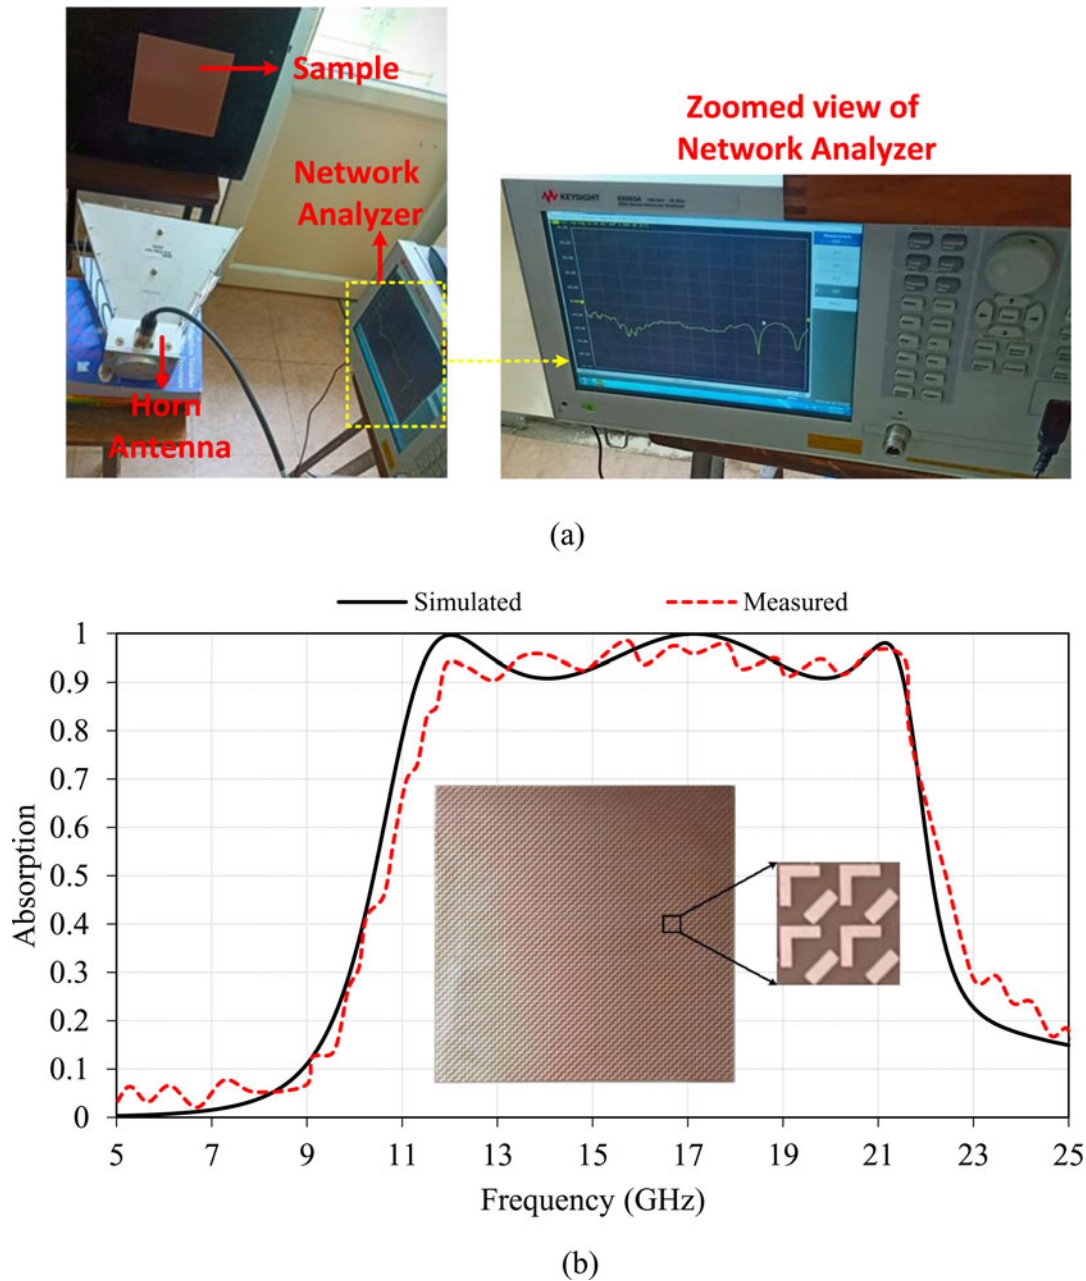 Sample
Network
Analyzer
Horn
Antenna
Zoomed view of
Network Analyzer
KEYSIGHT
(a)
Simulated
Measured
1
0.9
0.8
0.7
0.6
0.5
0.4
0.3
0.2
0.1
0
Absorption
5 7 9 11 13 15 17 19 21 23 25
Frequency (GHz)
(b)